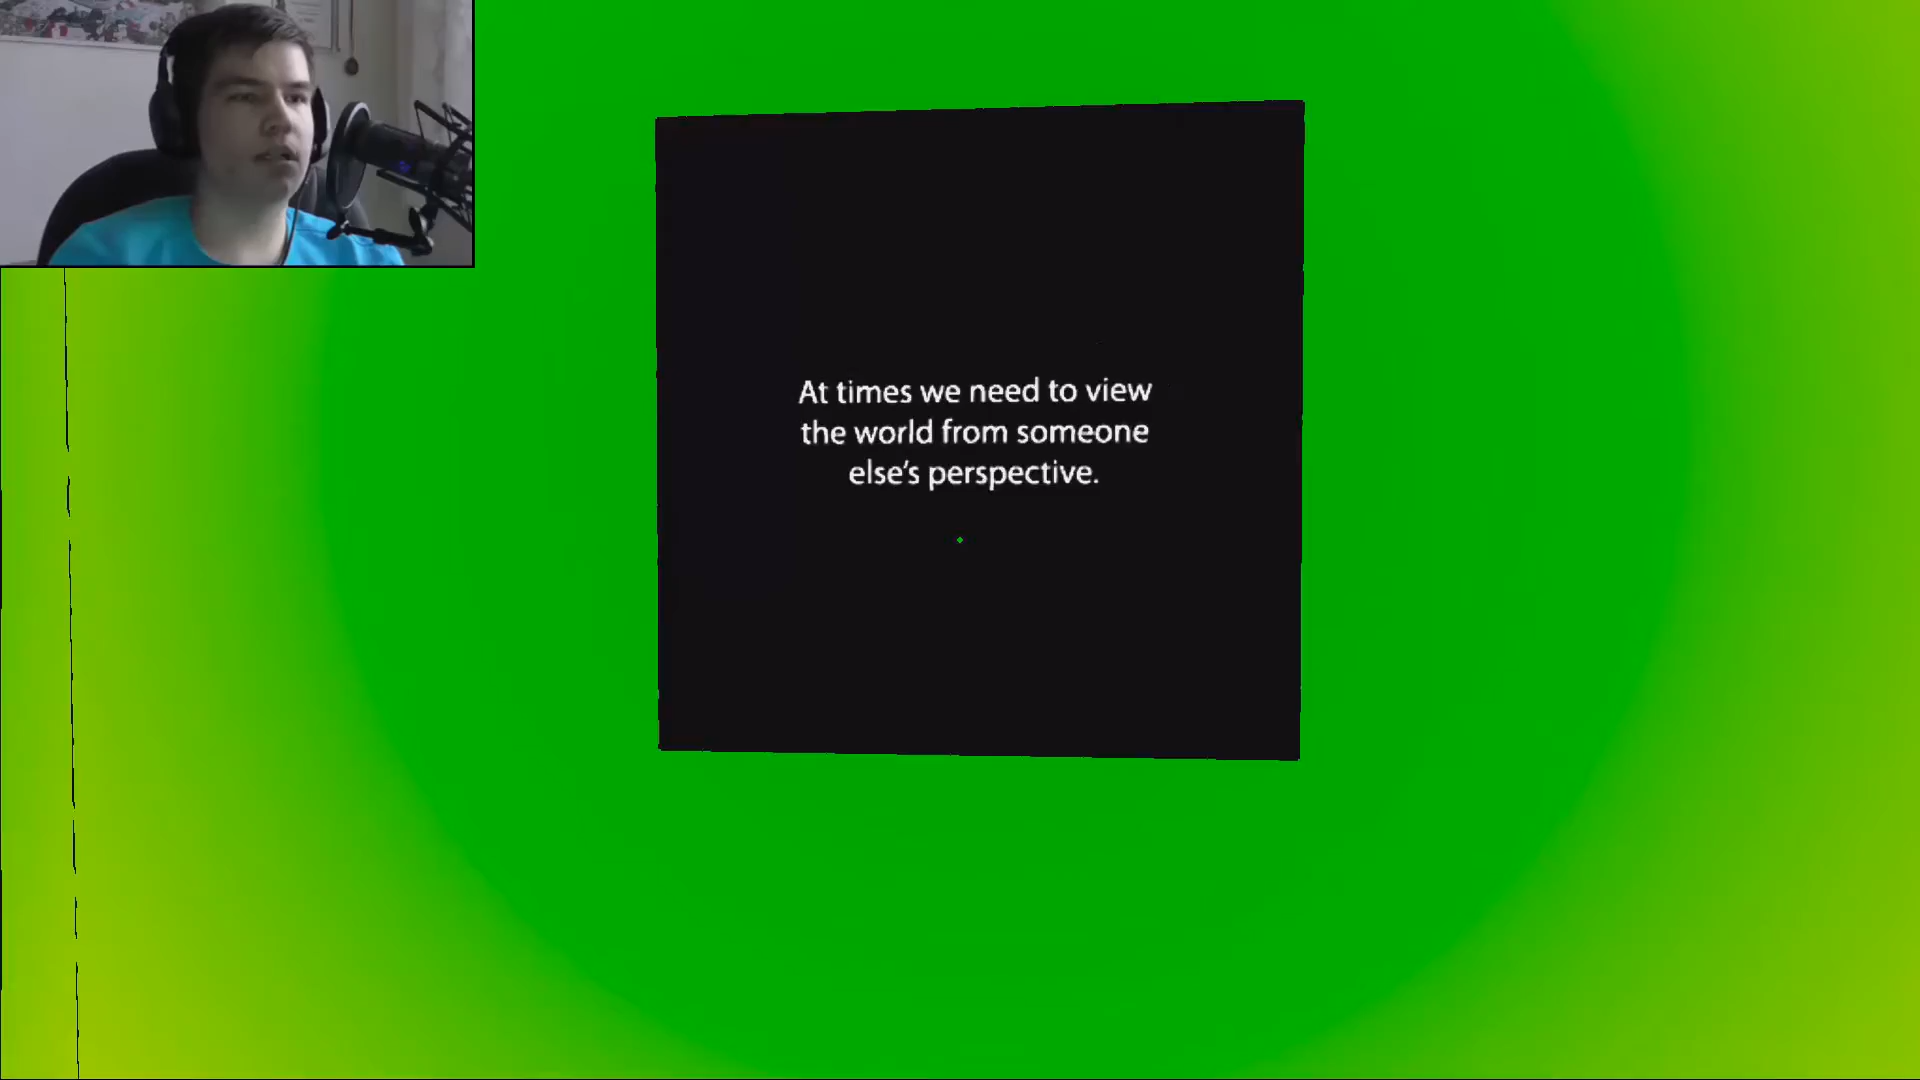 At times we need to view
the world from someone
else's perspective.